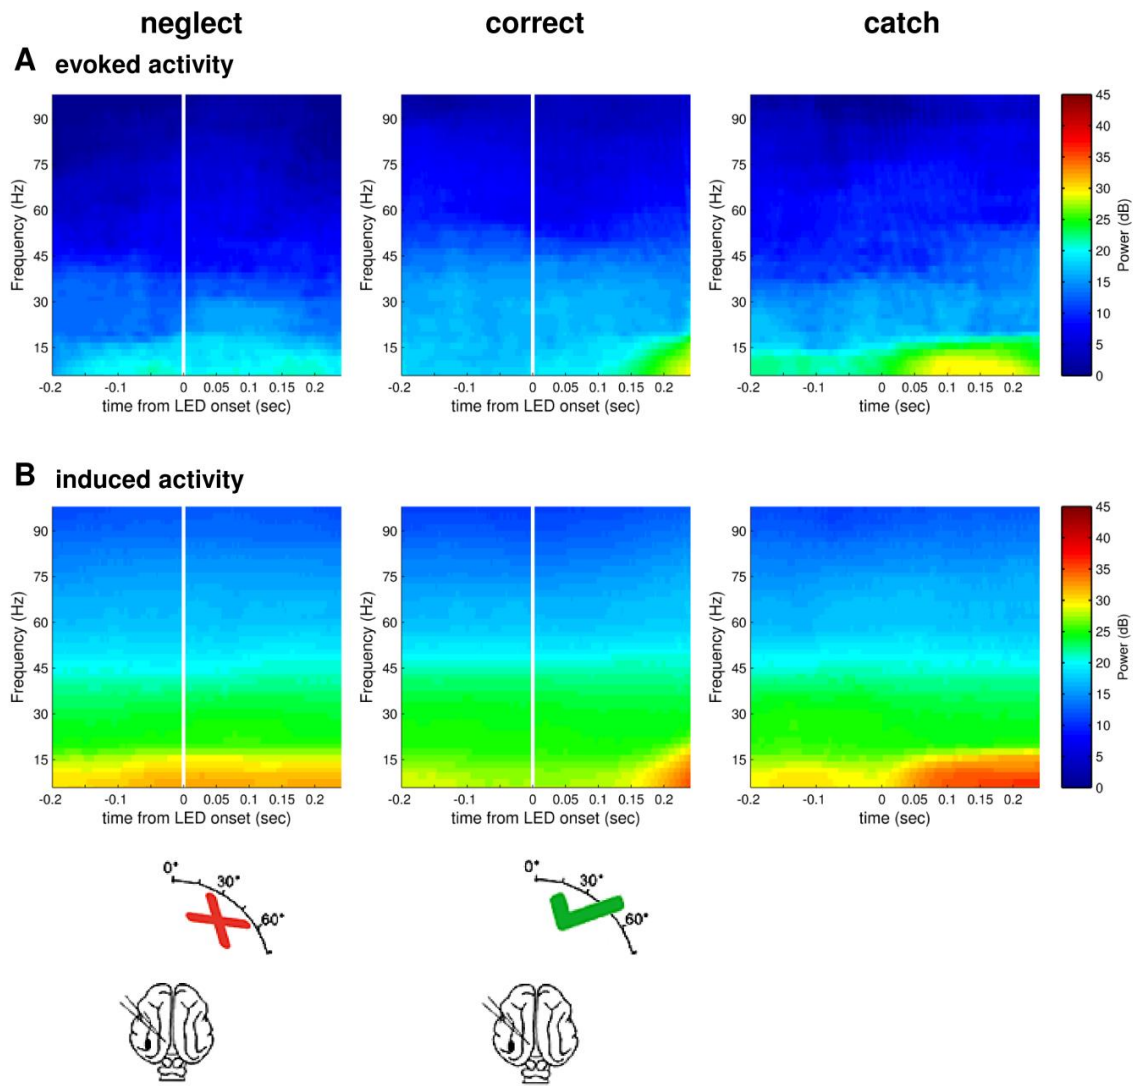 neglect correct catch
A evoked activity
90 90 90 45
75 75 75 40
60 60 60 35
45 45 45 30
30 30 30 25
15 15 15 20
15
10
5
0
Frequency (Hz) Frequency (Hz) Frequency (Hz) Power (dB)
-0.2 -0.1 0 0.05 0.1 0.15 0.2 -0.2 -0.1 0 0.05 0.1 0.15 0.2 -0.2 -0.1 0 0.1 0.15 0.2
time from LED onset (sec) time from LED onset (sec) time (sec)
B induced activity
90 90 90 45
75 75 75 40
60 60 60 35
45 45 45 30
30 30 30 25
15 15 15 20
15
10
5
0
Frequency (Hz) Frequency (Hz) Frequency (Hz) Power (dB)
-0.2 -0.1 0 0.05 0.1 0.15 0.2 -0.2 -0.1 0 0.05 0.1 0.15 0.2 -0.2 -0.1 0 0.1 0.15 0.2
time from LED onset (sec) time from LED onset (sec) time (sec)
0° 30° 60° 0° 30° 60°